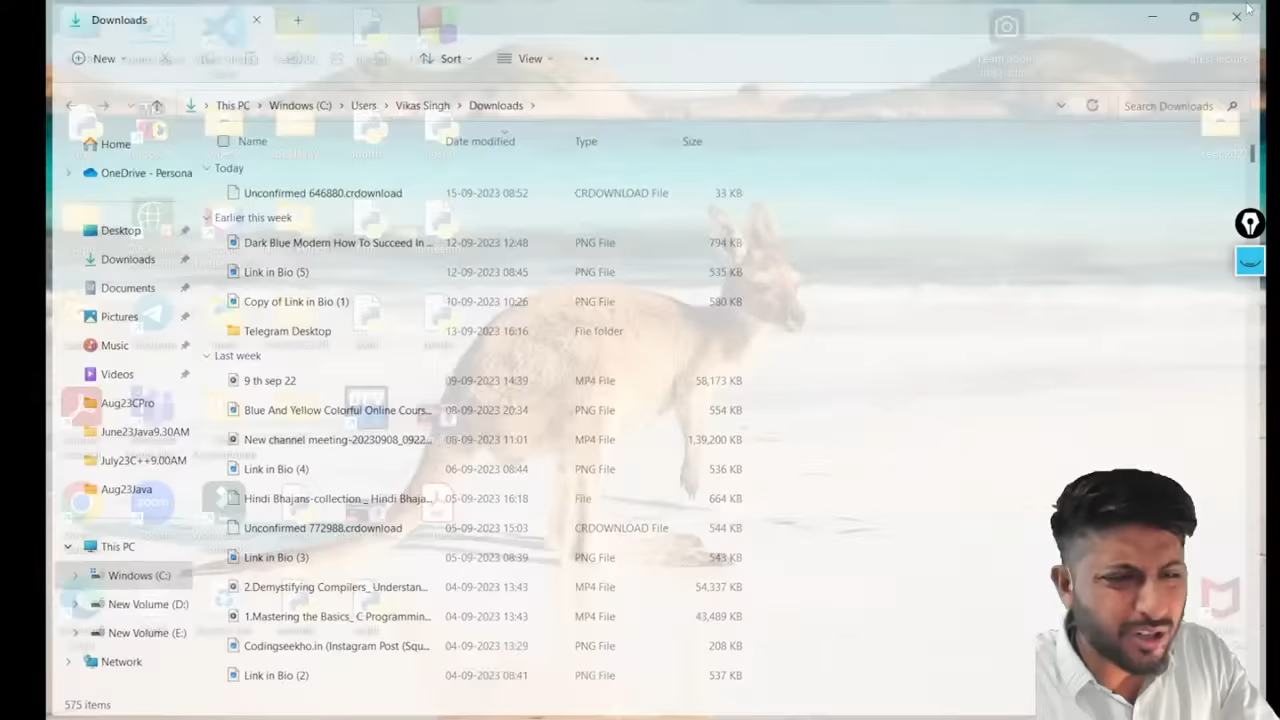 Downloads
New
Sort
View
This PC > Windows (C:) > Users > Vikas Singh > Downloads >
Search Downloads
Name Date modified Type Size
Today
Unconfirmed 646880.crdownload 15-09-2023 08:52 CRDOWNLOAD File 33 KB
Earlier this week
Dark Blue Modern How To Succeed In ... 12-09-2023 12:48 PNG File 794 KB
Link in Bio (5) 12-09-2023 08:45 PNG File 535 KB
Copy of Link in Bio (1) 10-09-2023 10:26 PNG File 580 KB
Telegram Desktop 13-09-2023 16:16 File folder
Last week
9 th sep 22 09-09-2023 14:39 MP4 File 58,173 KB
Blue And Yellow Colorful Online Cours... 08-09-2023 20:34 PNG File 554 KB
New channel meeting-20230908_0922... 08-09-2023 11:01 MP4 File 1,39,200 KB
Link in Bio (4) 06-09-2023 08:44 PNG File 536 KB
Hindi Bhajans-collection_ Hindi Bhaja... 05-09-2023 16:18 File 664 KB
Unconfirmed 772988.crdownload 05-09-2023 15:03 CRDOWNLOAD File 544 KB
Link in Bio (3) 05-09-2023 08:39 PNG File 543 KB
2.Demystifying Compilers_ Understan... 04-09-2023 13:43 MP4 File 54,337 KB
1.Mastering the Basics_ C Programmin... 04-09-2023 13:43 MP4 File 43,489 KB
Codingseekho.in (Instagram Post (Squ... 04-09-2023 13:29 PNG File 208 KB
Link in Bio (2) 04-09-2023 08:41 PNG File 537 KB
Home
OneDrive - Persona
Desktop
Downloads
Documents
Pictures
Music
Videos
Aug23CPro
June23Java9.30AM
July23C++9.00AM
Aug23Java
This PC
Windows (C:)
New Volume (D:)
New Volume (E:)
Network
575 items